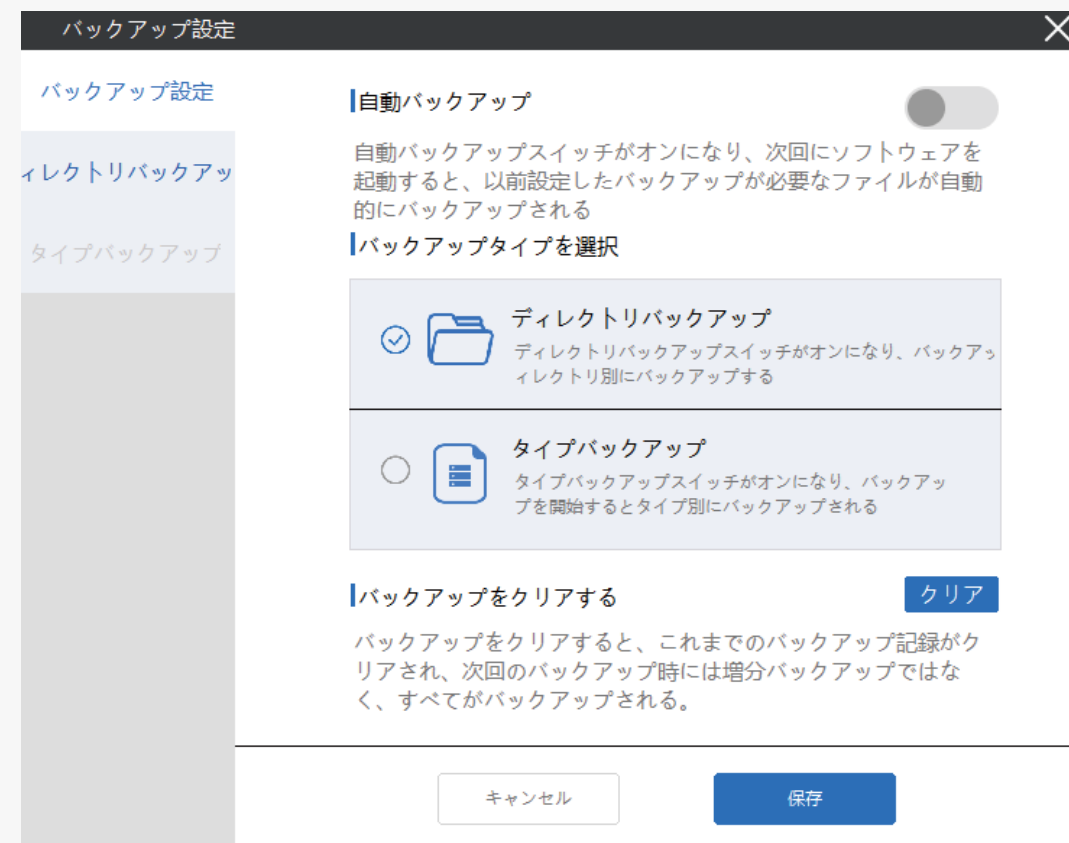 バックアップ設定
バックアップ設定
ィレクトリバックアッ
タイプバックアップ
自動バックアップ
自動バックアップスイッチがオンになり、次回にソフトウェアを
起動すると、以前設定したバックアップが必要なファイルが自動
的にバックアップされる
バックアップタイプを選択
ディレクトリバックアップ
ディレクトリバックアップスイッチがオンになり、バックアッ
ィレクトリ別にバックアップする
タイプバックアップ
タイプバックアップスイッチがオンになり、バックアッ
プを開始するとタイプ別にバックアップされる
バックアップをクリアする
クリア
バックアップをクリアすると、これまでのバックアップ記録がク
リアされ、次回のバックアップ時には増分バックアップではな
く、すべてがバックアップされる。
キャンセル
保存